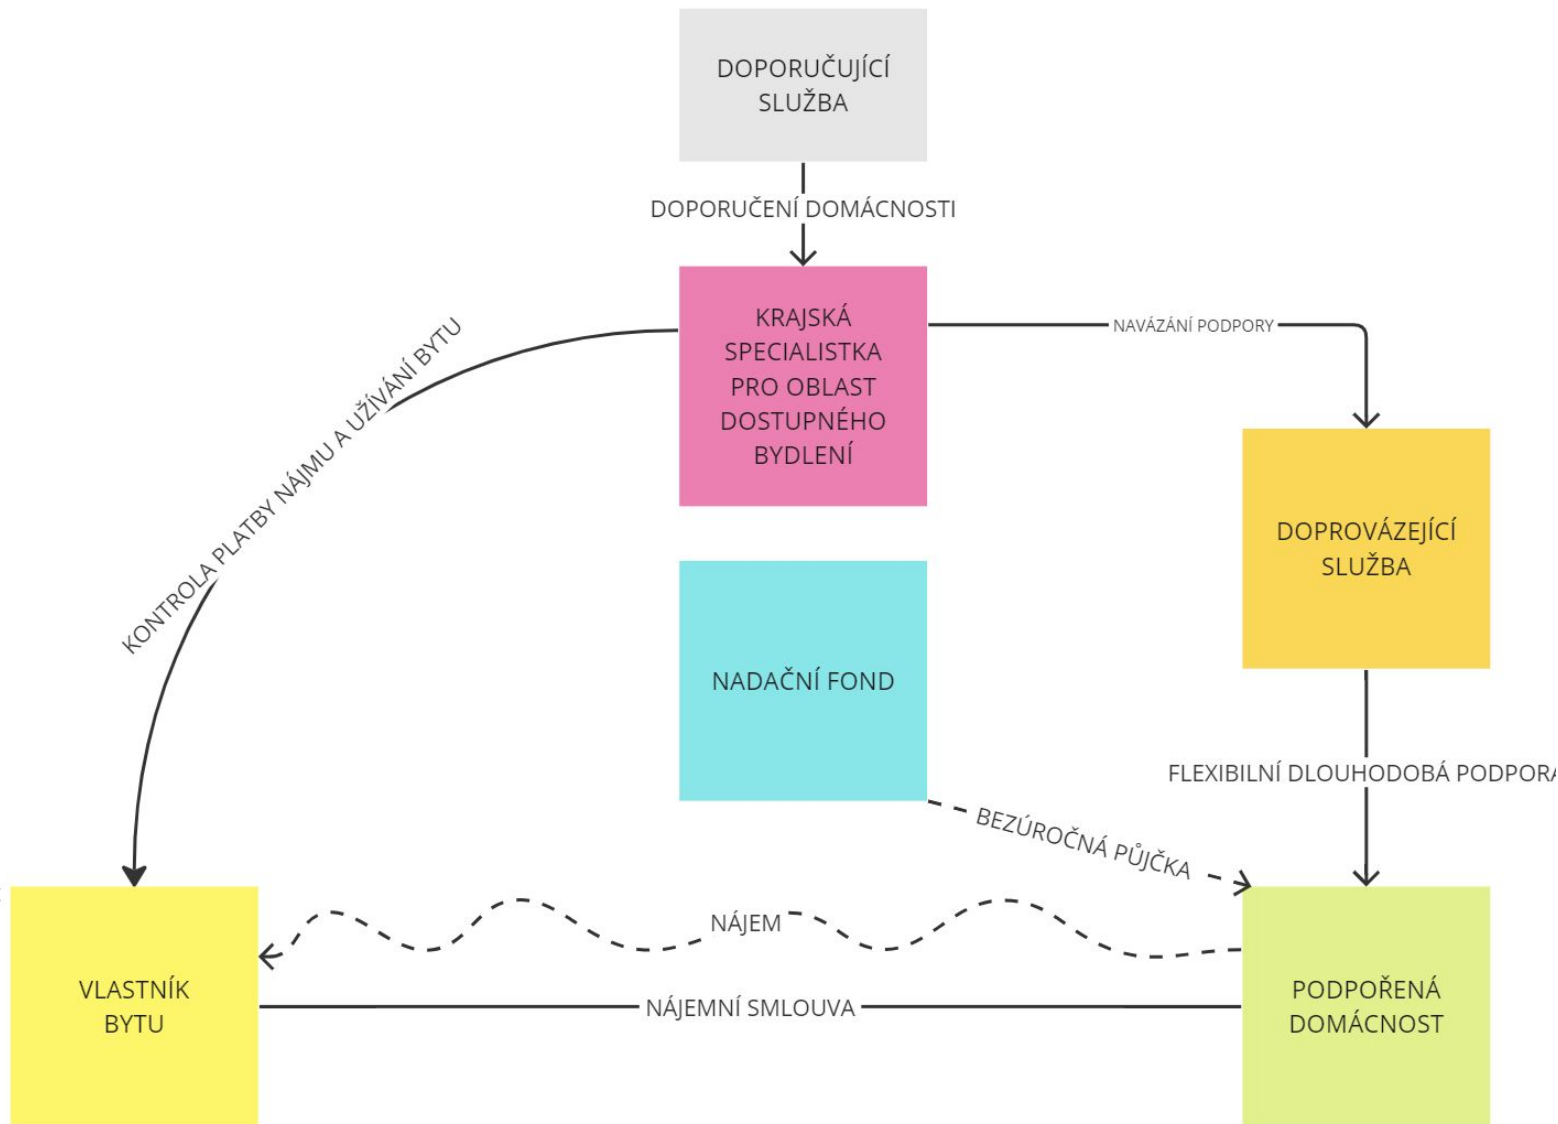 DOPORUČUJÍCÍ
SLUŽBA
DOPORUČENÍ DOMÁCNOSTI
KRAJSKÁ
SPECIALISTKA
PRO OBLAST
DOSTUPNÉHO
BYDLENÍ
NAVÁZÁNÍ PODPORY
KONTROLA PLATBY NÁJMU A UŽÍVÁNÍ BYTU
DOPROVÁZEJÍCÍ
SLUŽBA
NADAČNÍ FOND
FLEXIBILNÍ DLOUHODOBÁ PODPORA
BEZÚROČNÁ PŮJČKA
NÁJEM
VLASTNÍK
BYTU
NÁJEMNÍ SMLOUVA
PODPOŘENÁ
DOMÁCNOST